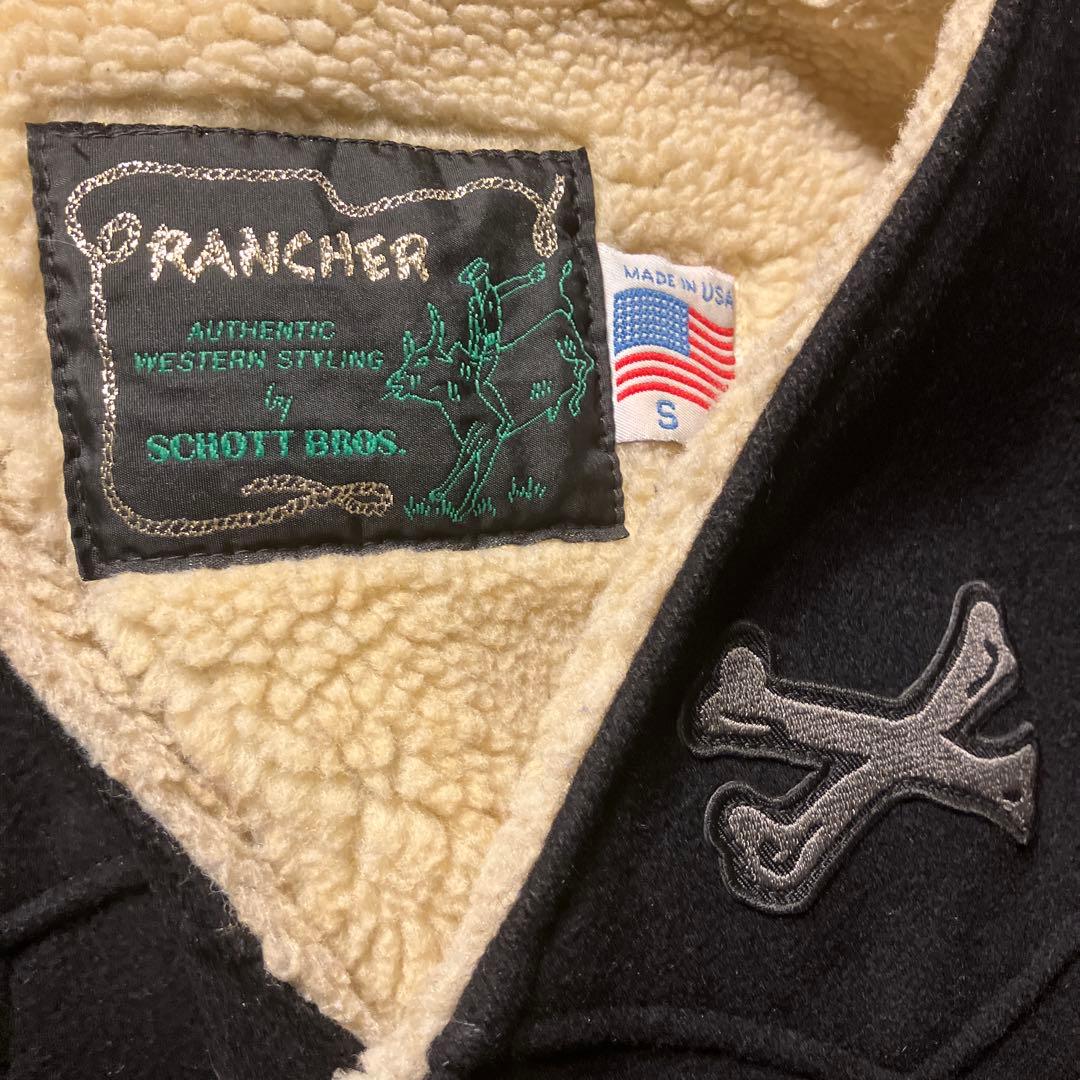 RANCHER
AUTHENTIC
WESTERN STYLING
by
SCHOTT BROS.
MADE IN USA
S